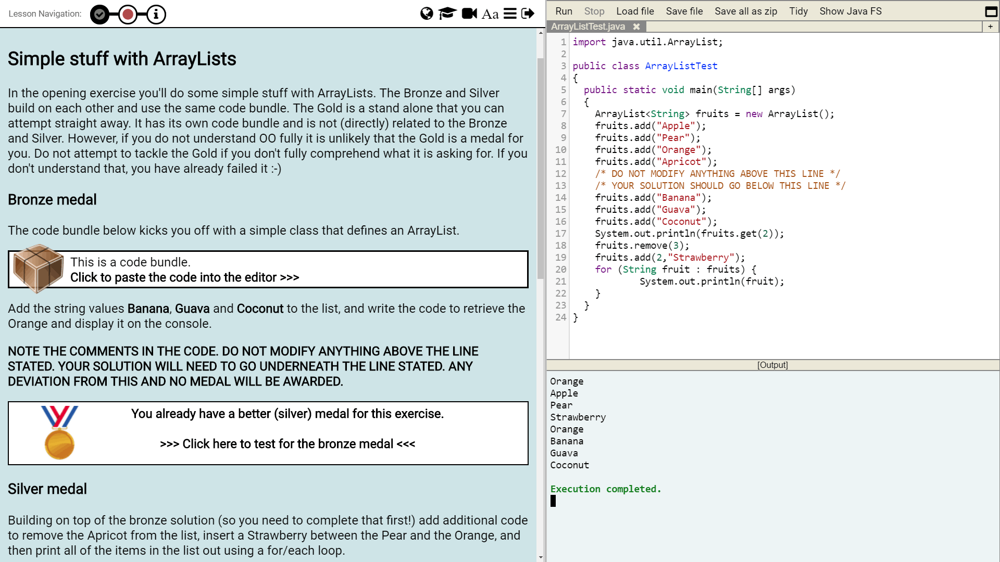 Lesson Navigation:
Simple stuff with ArrayLists
In the opening exercise you'll do some simple stuff with ArrayLists. The Bronze and Silver
build on each other and use the same code bundle. The Gold is a stand alone that you can
attempt straight away. It has its own code bundle and is not (directly) related to the Bronze
and Silver. However, if you do not understand OO fully it is unlikely that the Gold is a medal for
you. Do not attempt to tackle the Gold if you don't fully comprehend what it is asking for. If you
don't understand that, you have already failed it :-)
Bronze medal
The code bundle below kicks you off with a simple class that defines an ArrayList.
This is a code bundle.
Click to paste the code into the editor >>>
Add the string values Banana, Guava and Coconut to the list, and write the code to retrieve the
Orange and display it on the console.
NOTE THE COMMENTS IN THE CODE. DO NOT MODIFY ANYTHING ABOVE THE LINE
STATED. YOUR SOLUTION WILL NEED TO GO UNDERNEATH THE LINE STATED. ANY
DEVIATION FROM THIS AND NO MEDAL WILL BE AWARDED.
You already have a better (silver) medal for this exercise.
>>> Click here to test for the bronze medal <<<
Silver medal
Building on top of the bronze solution (so you need to complete that first!) add additional code
to remove the Apricot from the list, insert a Strawberry between the Pear and the Orange, and
then print all of the items in the list out using a for/each loop.
Aa
Run Stop Load file Save file Save all as zip Tidy Show Java FS
ArrayListTest.java ✖ +
1 import java.util.ArrayList;
2
3 public class ArrayListTest
4 {
5   public static void main(String[] args)
6   {
7     ArrayList<String> fruits = new ArrayList();
8     fruits.add("Apple");
9     fruits.add("Pear");
10     fruits.add("Orange");
11     fruits.add("Apricot");
12     /* DO NOT MODIFY ANYTHING ABOVE THIS LINE */
13     /* YOUR SOLUTION SHOULD GO BELOW THIS LINE */
14     fruits.add("Banana");
15     fruits.add("Guava");
16     fruits.add("Coconut");
17     System.out.println(fruits.get(2));
18     fruits.remove(3);
19     fruits.add(2,"Strawberry");
20     for (String fruit : fruits) {
21             System.out.println(fruit);
22     }
23   }
24 }
[Output]
Orange
Apple
Pear
Strawberry
Orange
Banana
Guava
Coconut
Execution completed.